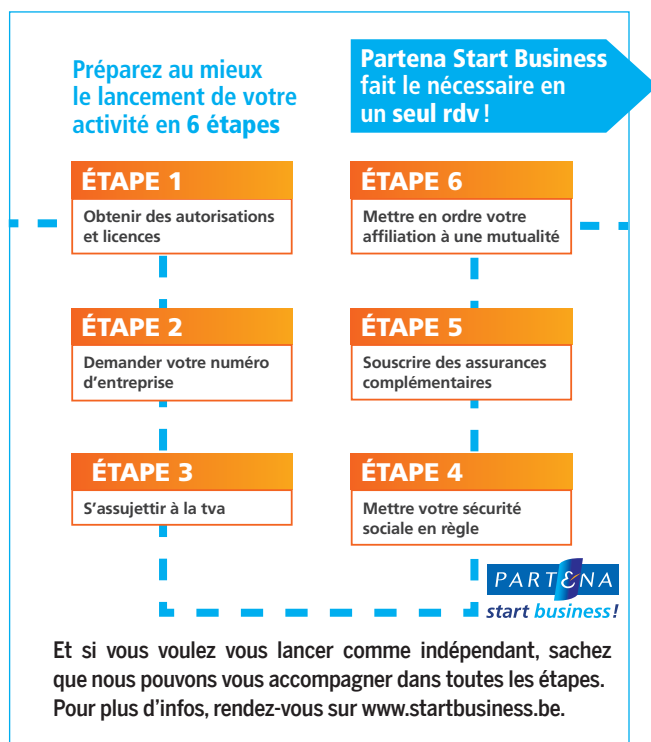 Préparez au mieux
le lancement de votre
activité en 6 étapes
Partena Start Business
fait le nécessaire en
un seul rdv !
ÉTAPE 1
Obtenir des autorisations
et licences
ÉTAPE 2
Demander votre numéro
d’entreprise
ÉTAPE 3
S’assujettir à la tva
ÉTAPE 4
Mettre votre sécurité
sociale en règle
ÉTAPE 5
Souscrire des assurances
complémentaires
ÉTAPE 6
Mettre en ordre votre
affiliation à une mutualité
PARTENA
start business!
Et si vous voulez vous lancer comme indépendant, sachez
que nous pouvons vous accompagner dans toutes les étapes.
Pour plus d’infos, rendez-vous sur www.startbusiness.be.